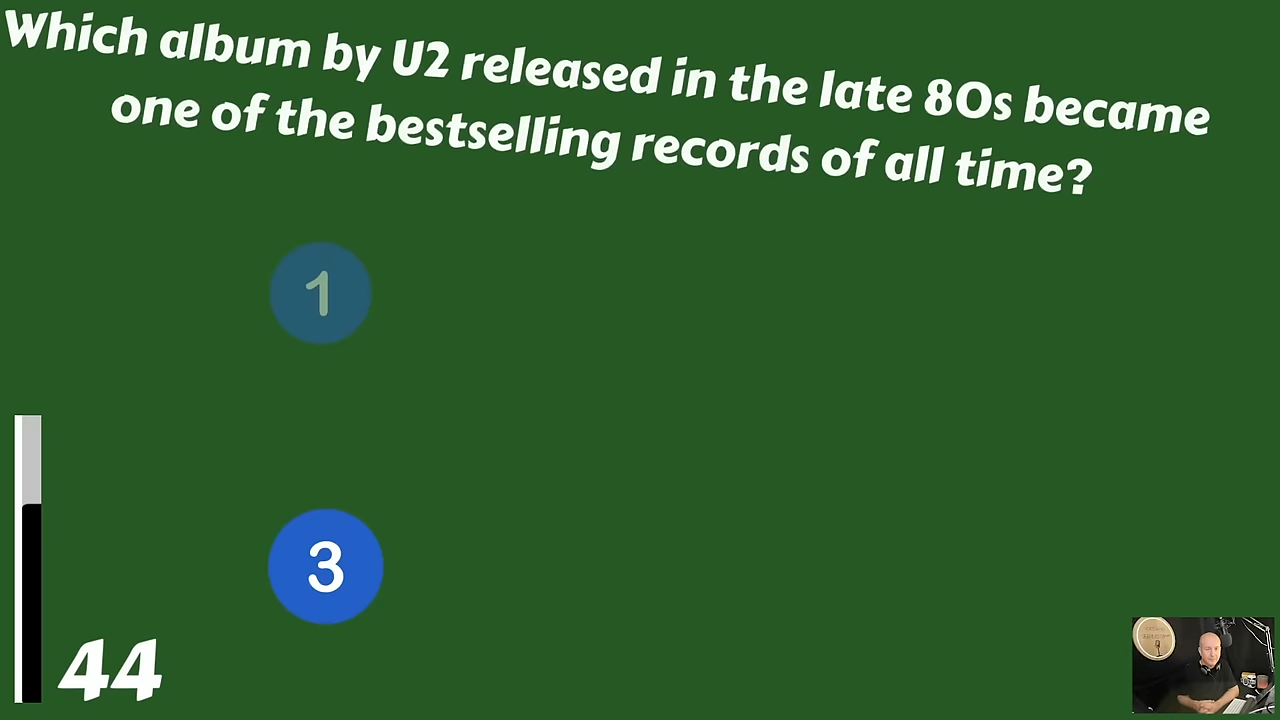 Which album by U2 released in the late 80s became
one of the bestselling records of all time?
1
3
44